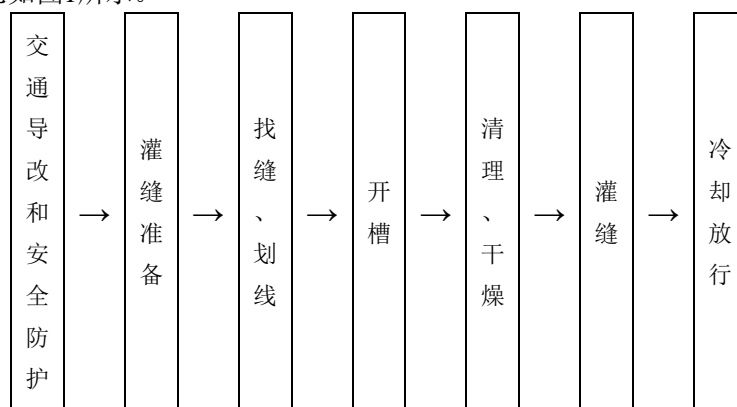 交通导改和安全防护
→
灌缝准备
→
找缝、划线
→
开槽
→
清理、干燥
→
灌缝
→
冷却放行